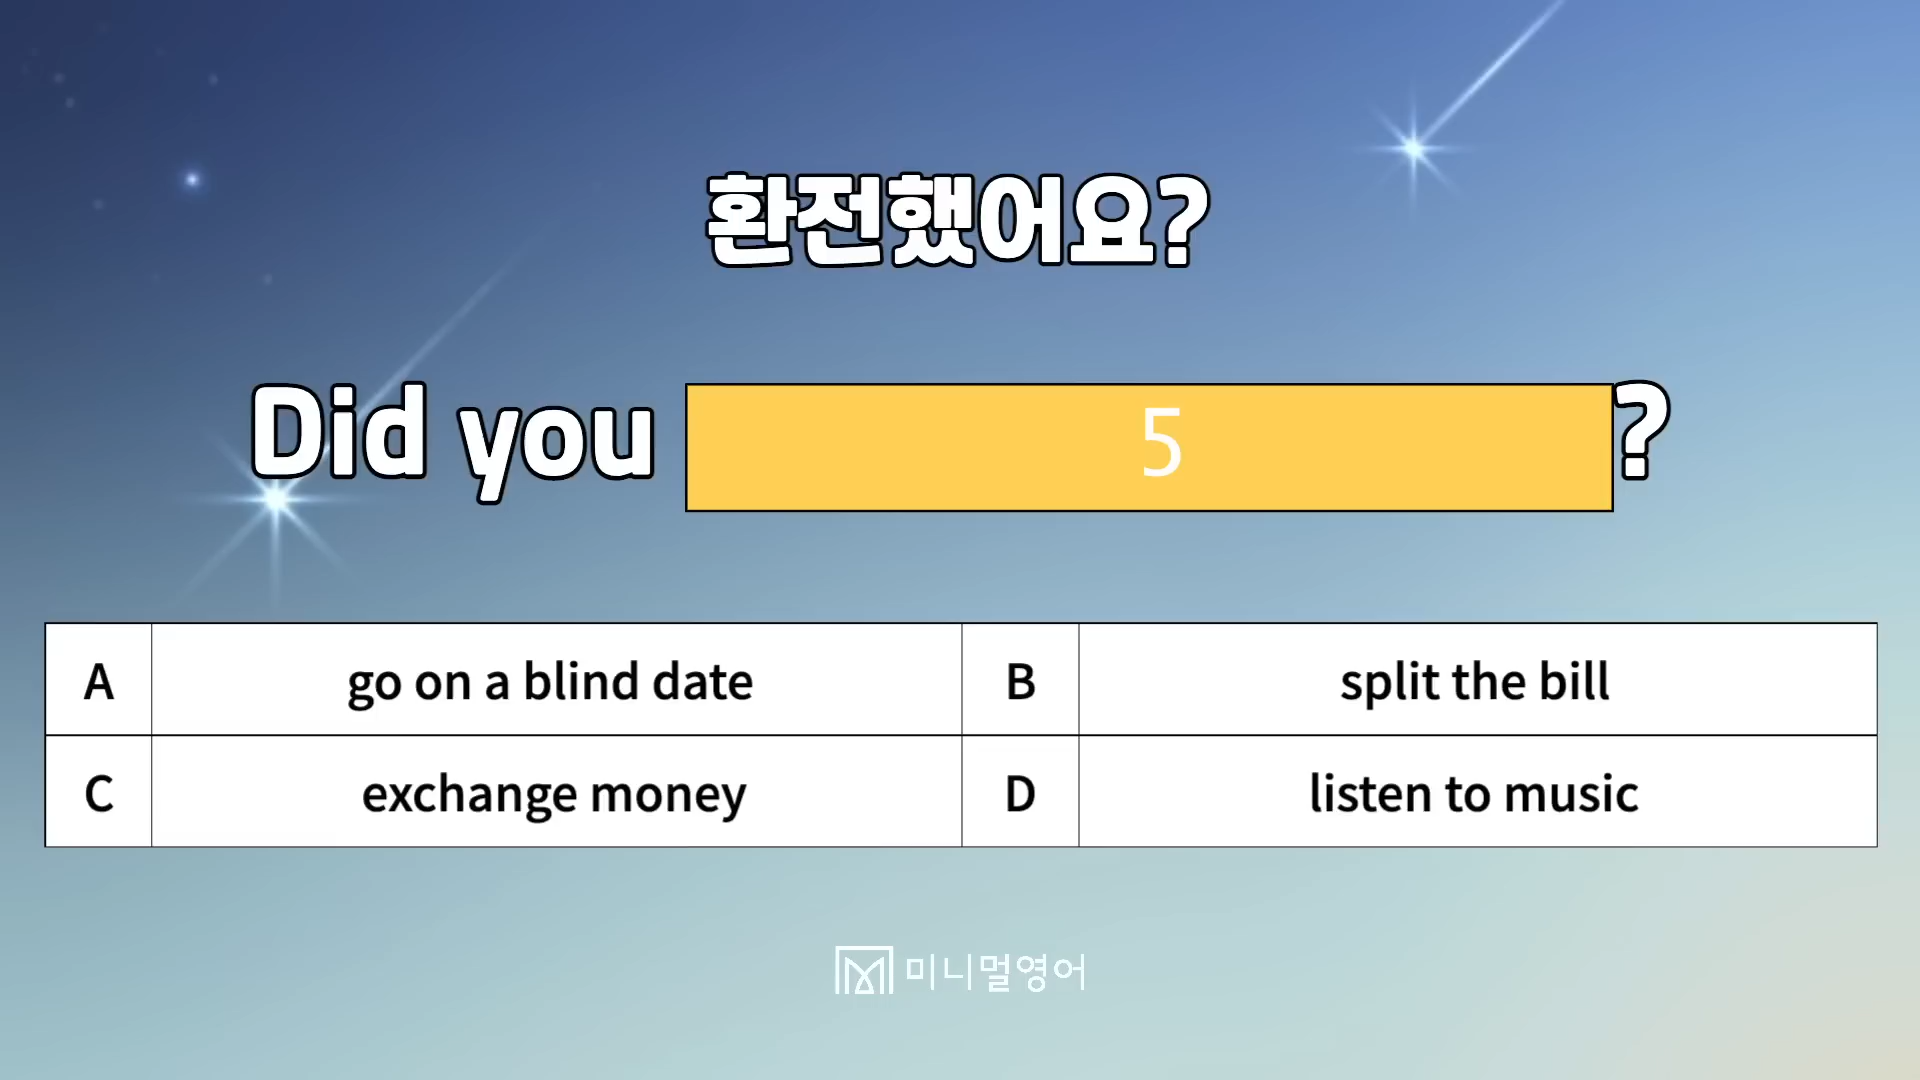 환전했어요?
Did you 5 ?
A go on a blind date B split the bill
C exchange money D listen to music
미니멀영어